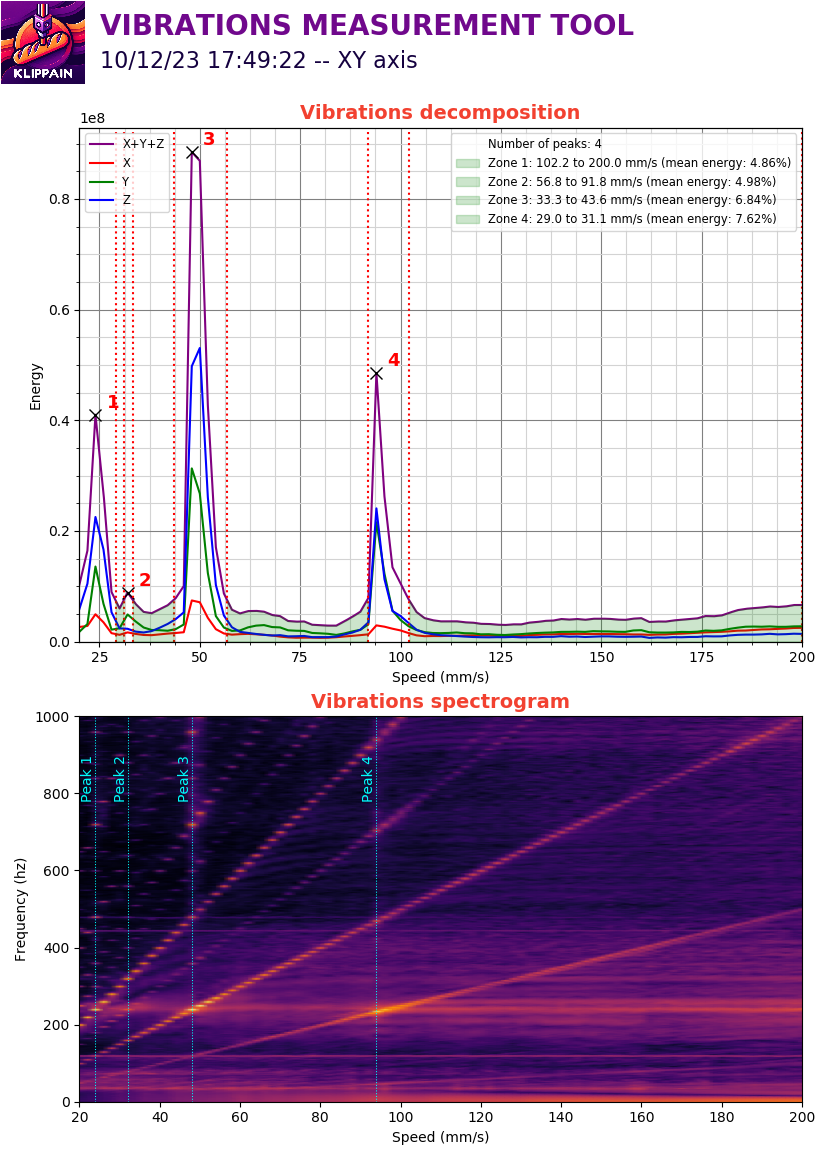 KLIPPAIN
VIBRATIONS MEASUREMENT TOOL
10/12/23 17:49:22 -- XY axis
Vibrations decomposition
1e8
X+Y+Z
X
Y
Z
Number of peaks: 4
Zone 1: 102.2 to 200.0 mm/s (mean energy: 4.86%)
Zone 2: 56.8 to 91.8 mm/s (mean energy: 4.98%)
Zone 3: 33.3 to 43.6 mm/s (mean energy: 6.84%)
Zone 4: 29.0 to 31.1 mm/s (mean energy: 7.62%)
1
2
3
4
Energy
0.8
0.6
0.4
0.2
0.0
25 50 75 100 125 150 175 200
Speed (mm/s)
Vibrations spectrogram
Peak 1
Peak 2
Peak 3
Peak 4
Frequency (hz)
1000
800
600
400
200
0
20 40 60 80 100 120 140 160 180 200
Speed (mm/s)